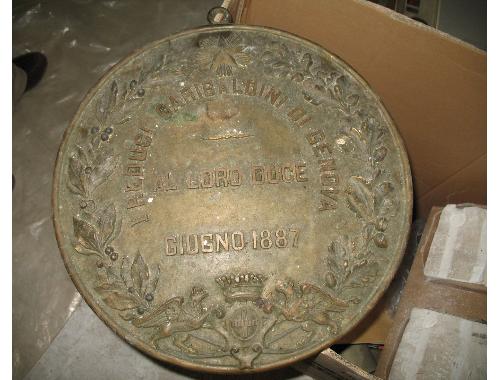 I REDUCI GARIBALDINI DI GENOVA
AL LORO DUCE
GIUGNO 1887